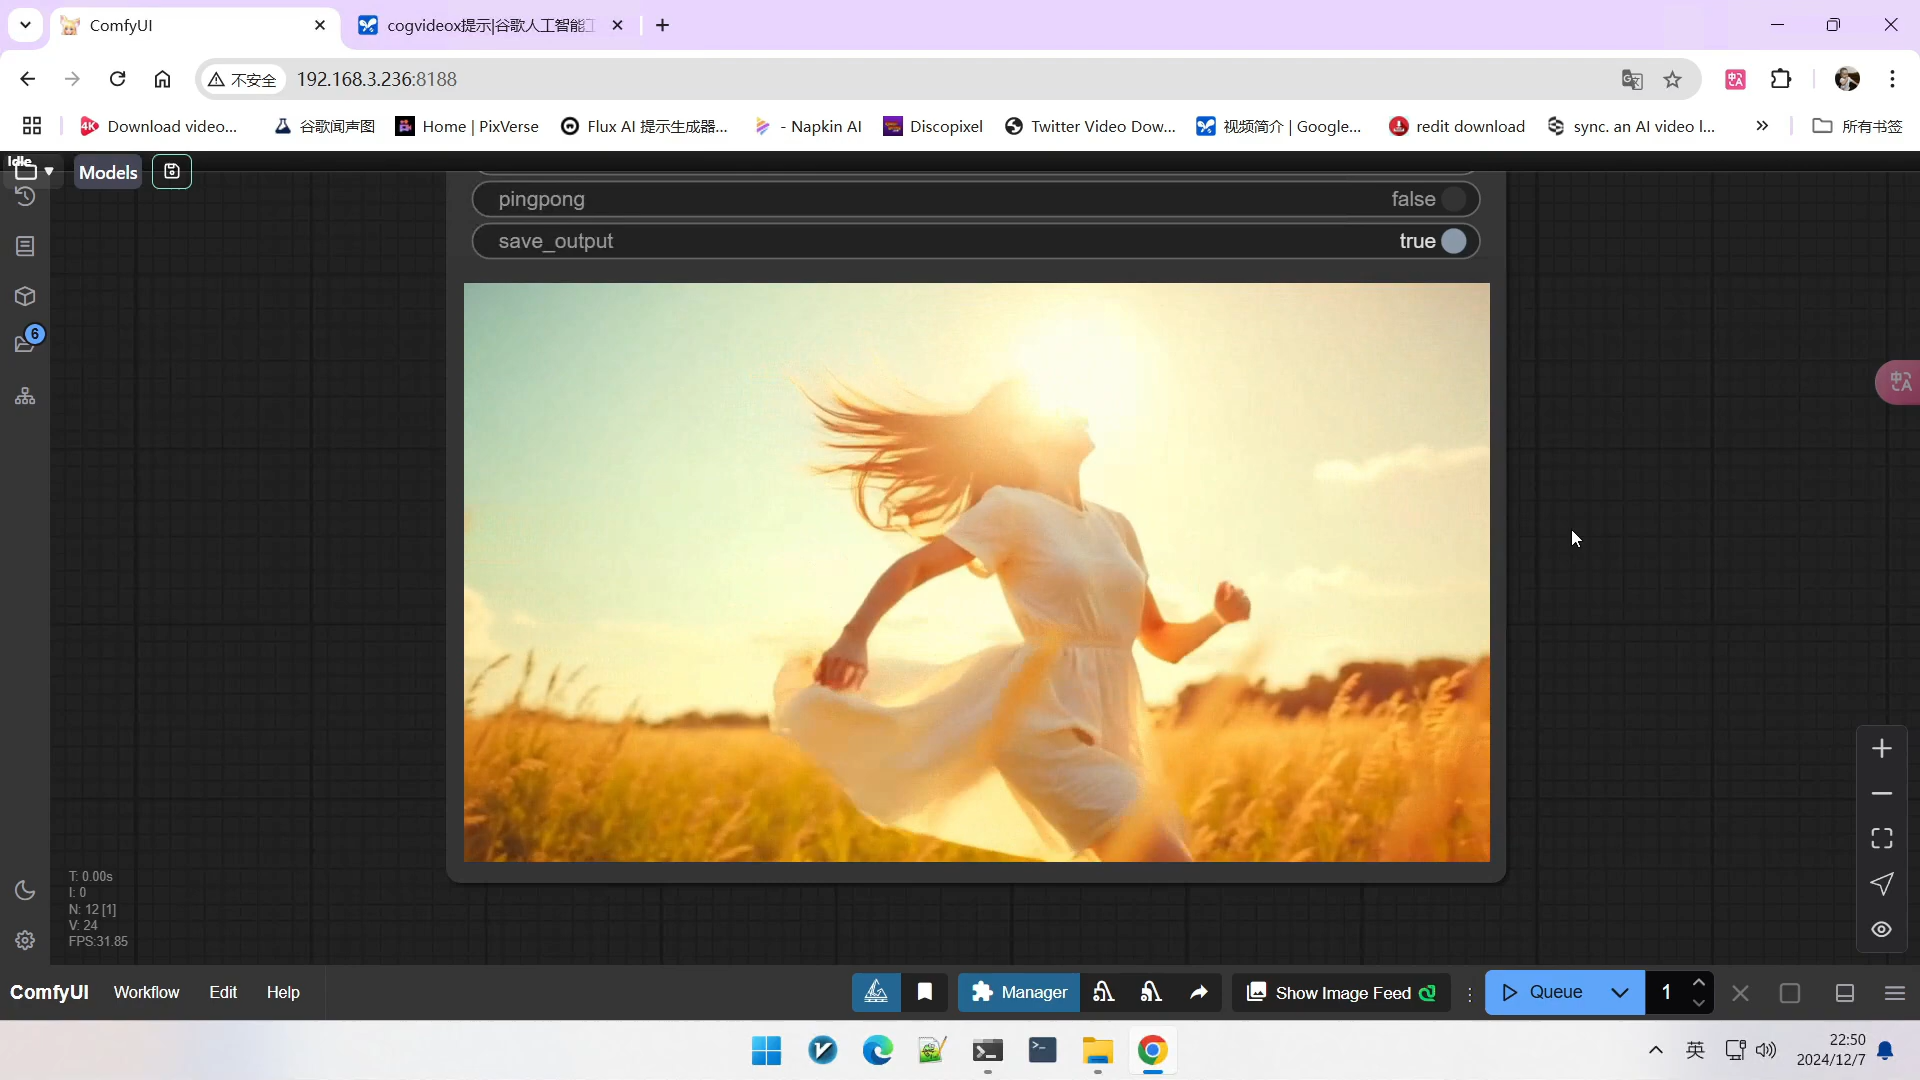 ComfyUI
cogvideox提示|谷歌人工智能
不安全
192.168.3.236:8188
Download video...
谷歌闻声图
Home | PixVerse
Flux AI 提示生成器...
- Napkin AI
Discopixel
Twitter Video Dow...
视频简介 | Google...
redit download
sync. an AI video l...
所有书签
Idle
Models
pingpong false
save_output true
6
T: 0.00s
I: 0
N: 12 [1]
V: 24
FPS:31.85
ComfyUI
Workflow
Edit
Help
Manager
Show Image Feed
Queue
1
英
22:50
2024/12/7